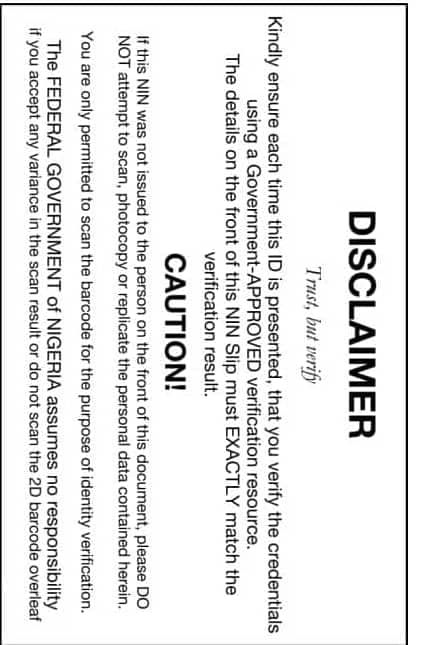 DISCLAIMER
Trust, but verify
Kindly ensure each time this ID is presented, that you verify the credentials
using a Government-APPROVED verification resource.
The details on the front of this NIN Slip must EXACTLY match the
verification result.
CAUTION!
If this NIN was not issued to the person on the front of this document, please DO
NOT attempt to scan, photocopy or replicate the personal data contained herein.
You are only permitted to scan the barcode for the purpose of identity verification.
The FEDERAL GOVERNMENT of NIGERIA assumes no responsibility
if you accept any variance in the scan result or do not scan the 2D barcode overleaf